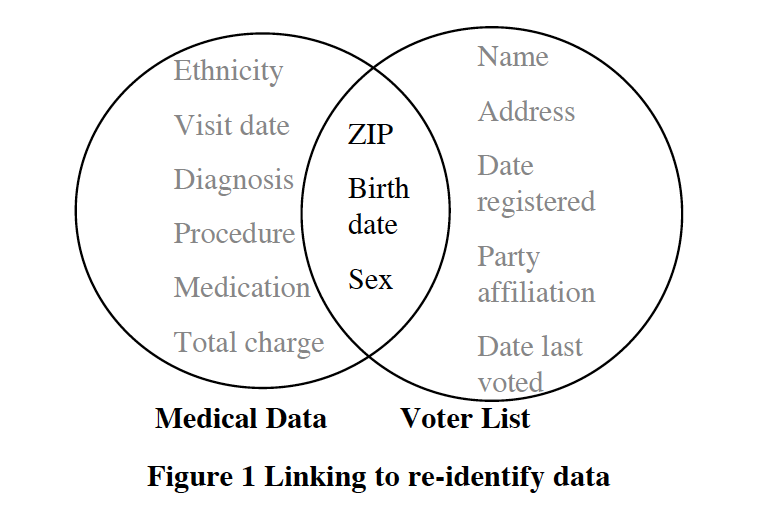 Ethnicity
Visit date
Diagnosis
Procedure
Medication
Total charge
ZIP
Birth
date
Sex
Name
Address
Date
registered
Party
affiliation
Date last
voted
Medical Data
Voter List
Figure 1 Linking to re-identify data